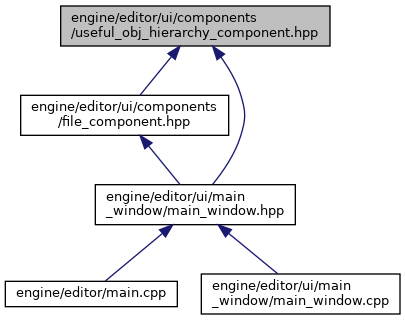 engine/editor/ui/components
/useful_obj_hierarchy_component.hpp
engine/editor/ui/components
/file_component.hpp
engine/editor/ui/main
_window/main_window.hpp
engine/editor/main.cpp
engine/editor/ui/main
_window/main_window.cpp